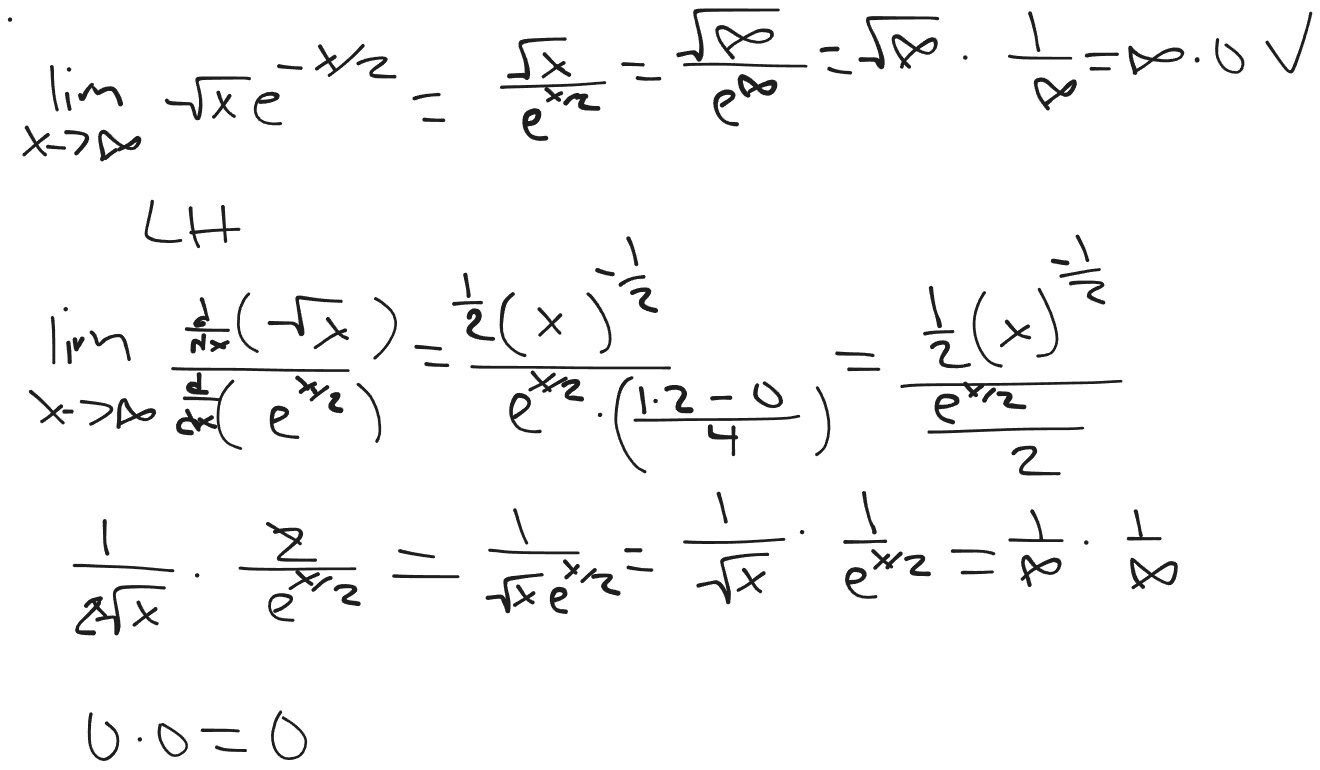 lim x->∞ √x e^(-x/2) = √x / e^(x/2) = √∞ / e^∞ = √∞ · 1/∞ = ∞ · 0 √
LH
lim x->∞ (d/dx(√x)) / (d/dx(e^(x/2))) = (1/2 (x)^(-1/2)) / (e^(x/2) · ((1·2 - 0)/4)) = (1/2 (x)^(-1/2)) / (e^(x/2) / 2)
1/(2√x) · 2/e^(x/2) = 1/(√x e^(x/2)) = 1/√x · 1/e^(x/2) = 1/∞ · 1/∞
0 · 0 = 0